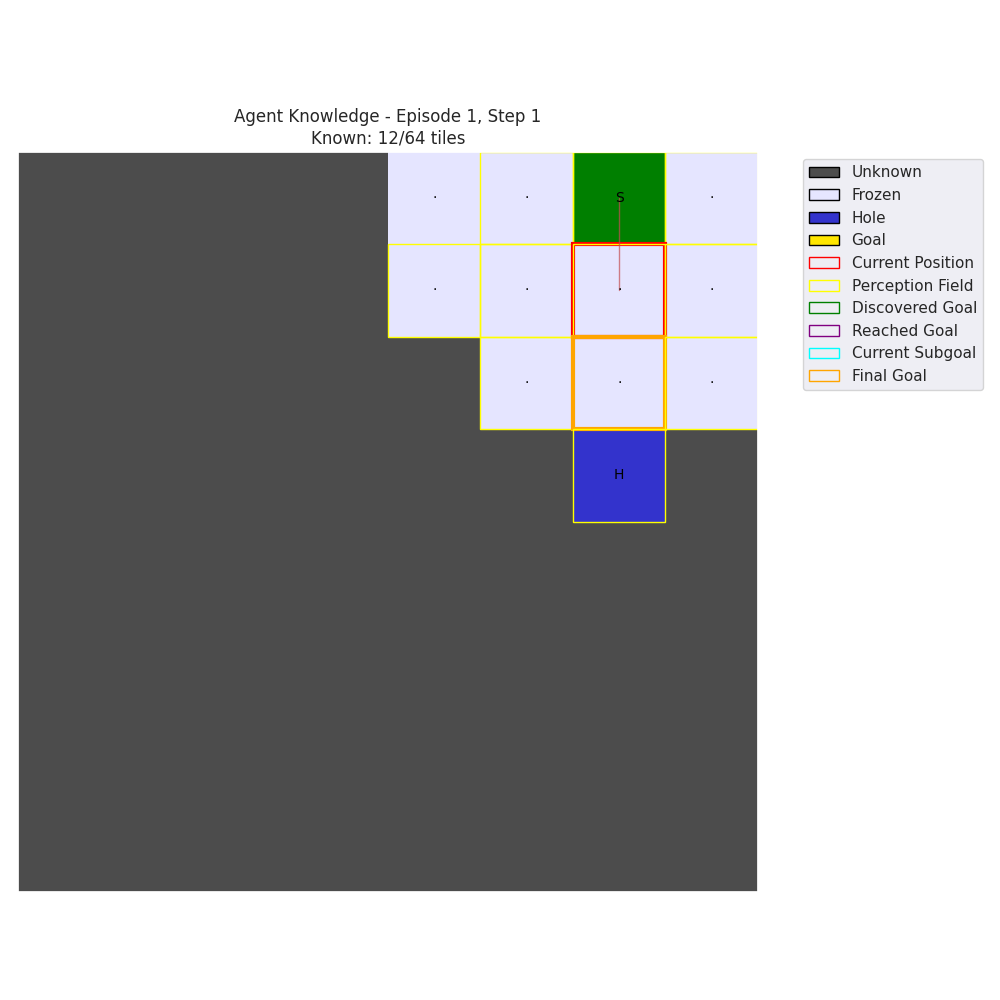 Agent Knowledge - Episode 1, Step 1
Known: 12/64 tiles
. . S .
. . . .
. . .
H
Unknown
Frozen
Hole
Goal
Current Position
Perception Field
Discovered Goal
Reached Goal
Current Subgoal
Final Goal